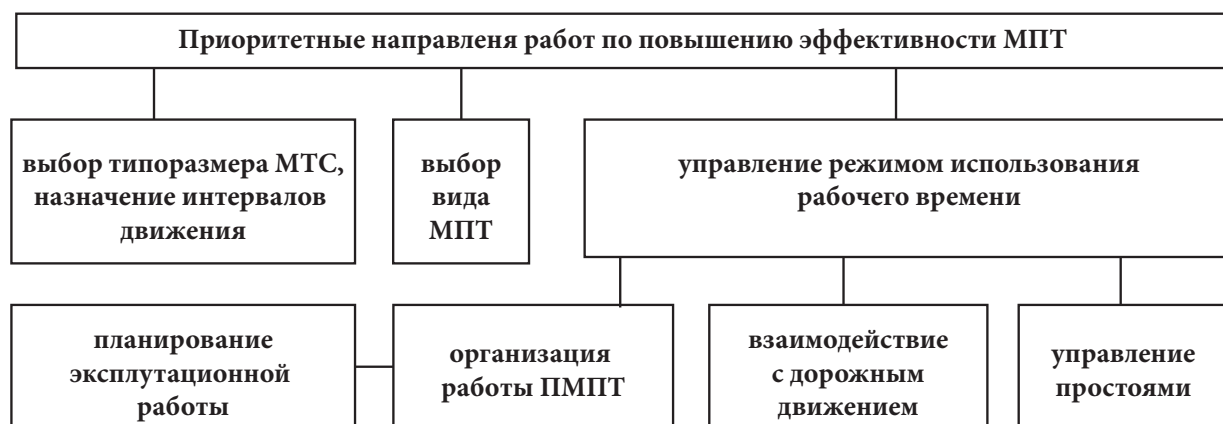 Приоритетные направленя работ по повышению эффективности МПТ
выбор типоразмера МТС,
назначение интервалов
движения
выбор
вида
МПТ
управление режимом использования
рабочего времени
планирование
эксплутационной
работы
организация
работы ПМПТ
взаимодействие
с дорожным
движением
управление
простоями